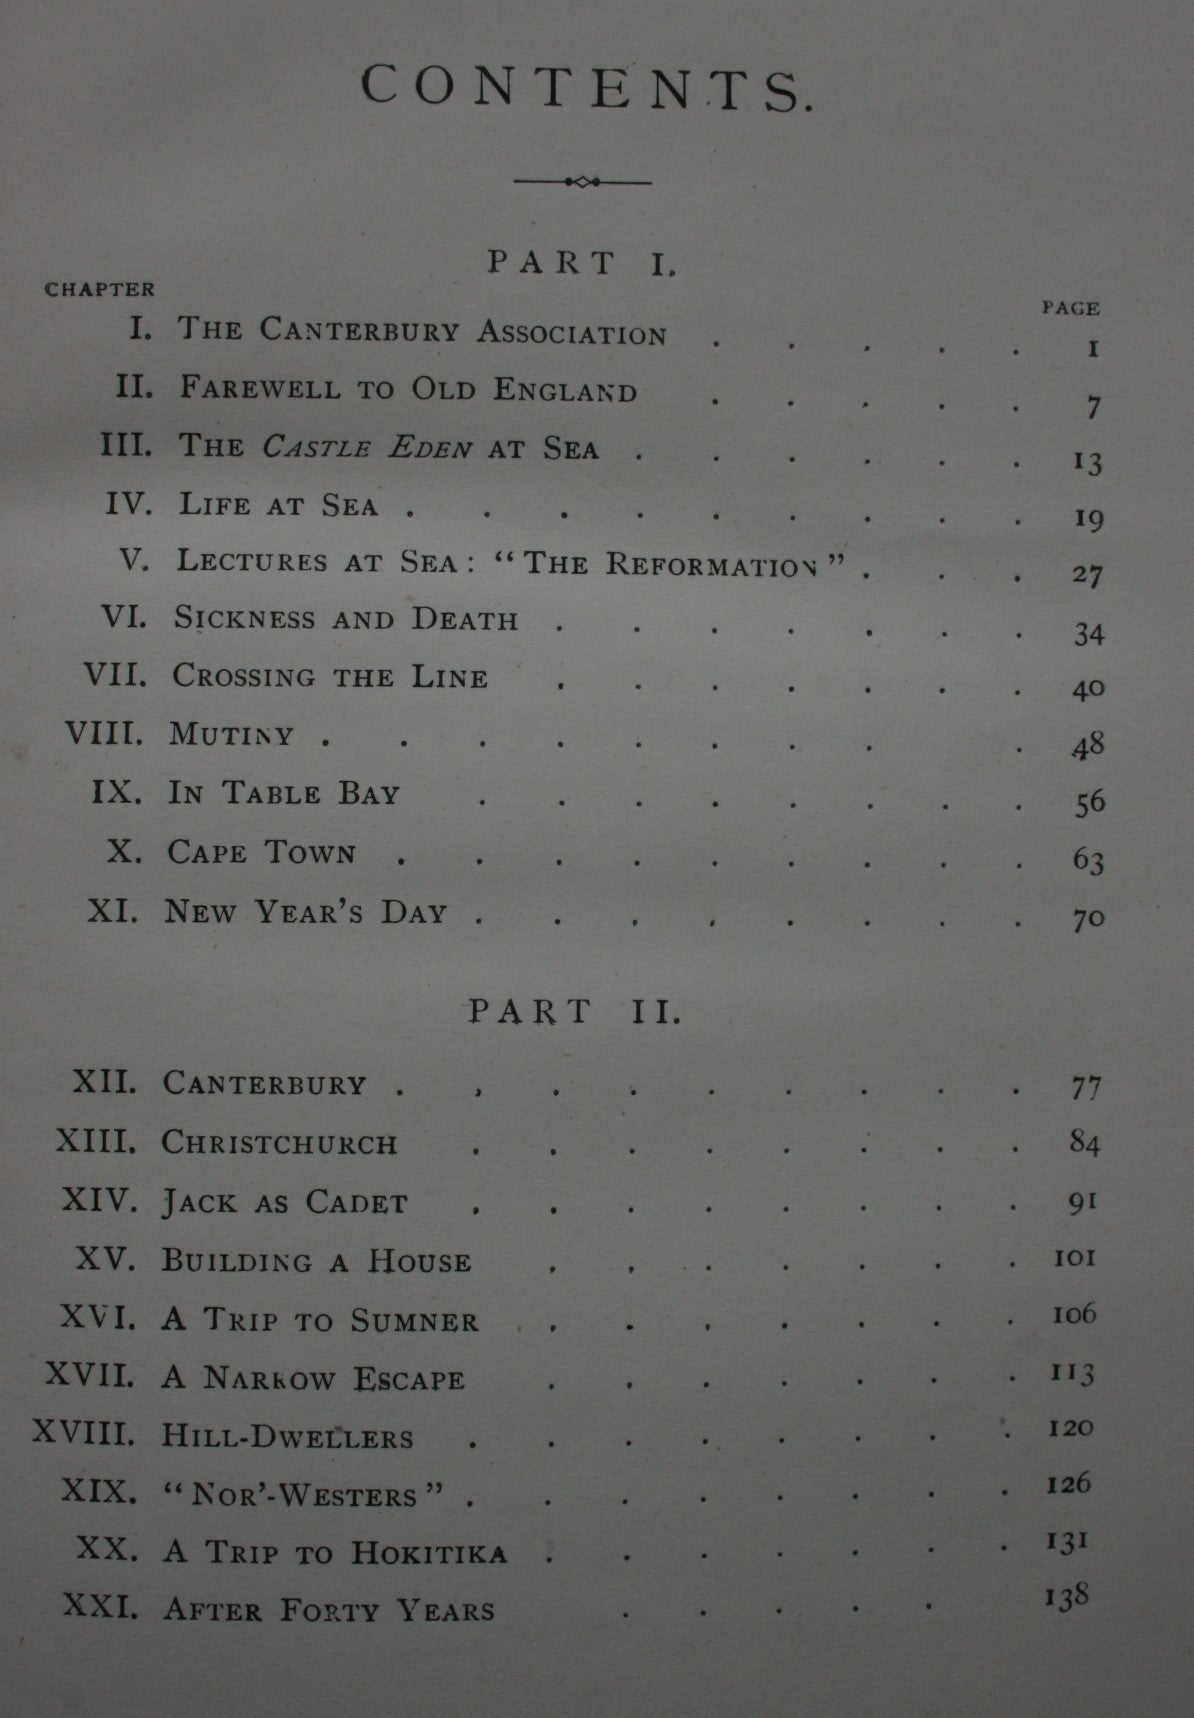 CONTENTS.
PART I.
CHAPTER PAGE
I. THE CANTERBURY ASSOCIATION . . . . . 1
II. FAREWELL TO OLD ENGLAND . . . . . 7
III. THE CASTLE EDEN AT SEA . . . . . . 13
IV. LIFE AT SEA . . . . . . . . . 19
V. LECTURES AT SEA: "THE REFORMATION" . . . 27
VI. SICKNESS AND DEATH . . . . . . . 34
VII. CROSSING THE LINE . . . . . . . 40
VIII. MUTINY . . . . . . . . . 48
IX. IN TABLE BAY . . . . . . . . 56
X. CAPE TOWN . . . . . . . . . 63
XI. NEW YEAR'S DAY . . . . . . . . 70
PART II.
XII. CANTERBURY . . . . . . . . . 77
XIII. CHRISTCHURCH . . . . . . . . 84
XIV. JACK AS CADET . . . . . . . . 91
XV. BUILDING A HOUSE . . . . . . . 101
XVI. A TRIP TO SUMNER . . . . . . . 106
XVII. A NARROW ESCAPE . . . . . . . 113
XVIII. HILL-DWELLERS . . . . . . . . 120
XIX. "NOR'-WESTERS" . . . . . . . . 126
XX. A TRIP TO HOKITIKA . . . . . . . 131
XXI. AFTER FORTY YEARS . . . . . 138